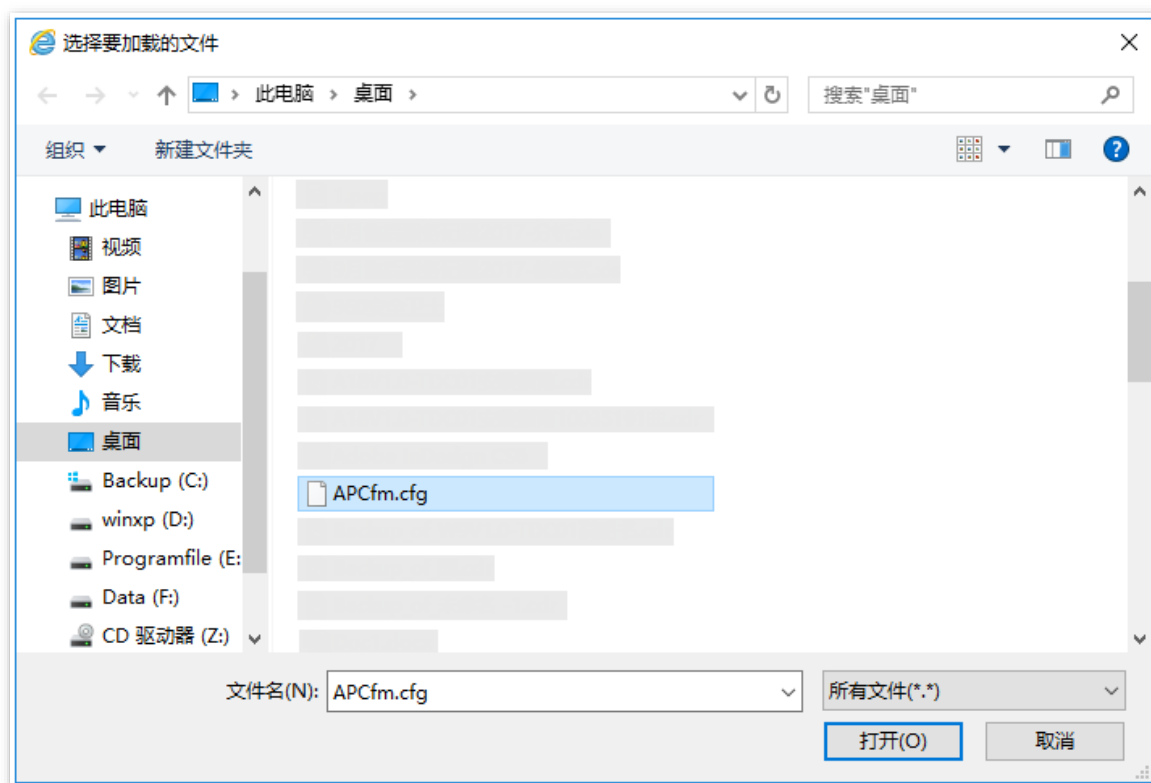 选择要加载的文件
此电脑 › 桌面 ›
搜索"桌面"
组织
新建文件夹
此电脑
视频
图片
文档
下载
音乐
桌面
Backup (C:)
winxp (D:)
Programfile (E:
Data (F:)
CD 驱动器 (Z:)
APCfm.cfg
文件名(N):
APCfm.cfg
所有文件(*.*)
打开(O)
取消